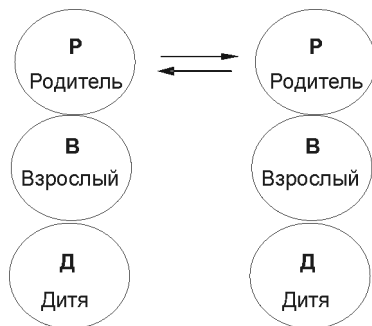 Р
Родитель
Р
Родитель
В
Взрослый
В
Взрослый
Д
Дитя
Д
Дитя